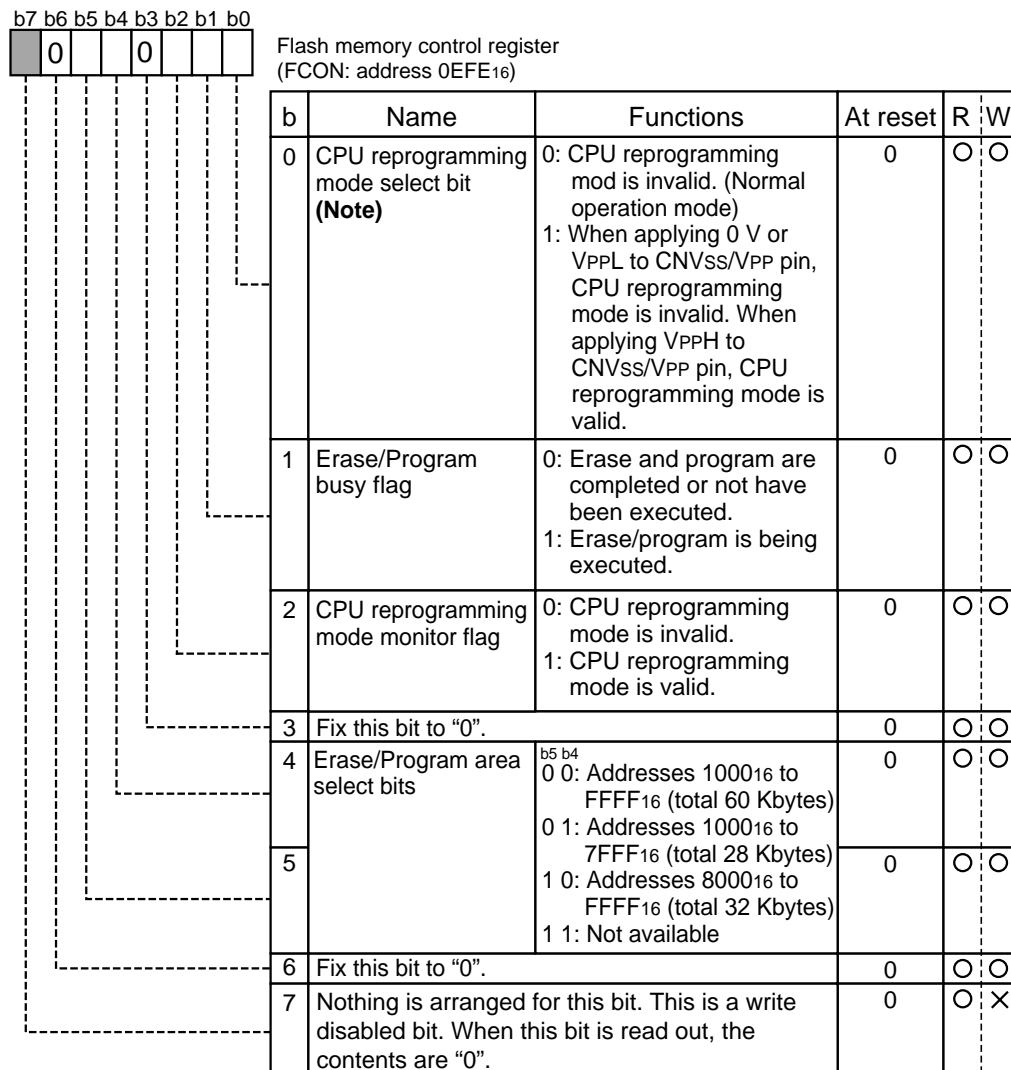 b7 b6 b5 b4 b3 b2 b1 b0
0 0
Flash memory control register
(FCON: address 0EFE16)
b Name Functions At reset R W
0 CPU reprogramming mode select bit (Note) 0: CPU reprogramming 0
mod is invalid. (Normal
operation mode)
1: When applying 0 V or
VPPL to CNVSS/VPP pin,
CPU reprogramming
mode is invalid. When
applying VPPH to
CNVSS/VPP pin, CPU
reprogramming mode is
valid.
1 Erase/Program busy flag 0: Erase and program are 0
completed or not have
been executed.
1: Erase/program is being
executed.
2 CPU reprogramming mode monitor flag 0: CPU reprogramming 0
mode is invalid.
1: CPU reprogramming
mode is valid.
3 Fix this bit to “0”. 0
4 Erase/Program area select bits b5 b4 0
0 0: Addresses 100016 to
FFFF16 (total 60 Kbytes)
0 1: Addresses 100016 to
7FFF16 (total 28 Kbytes)
5 0
1 0: Addresses 800016 to
FFFF16 (total 32 Kbytes)
1 1: Not available
6 Fix this bit to “0”. 0
7 Nothing is arranged for this bit. This is a write 0
disabled bit. When this bit is read out, the
contents are “0”.